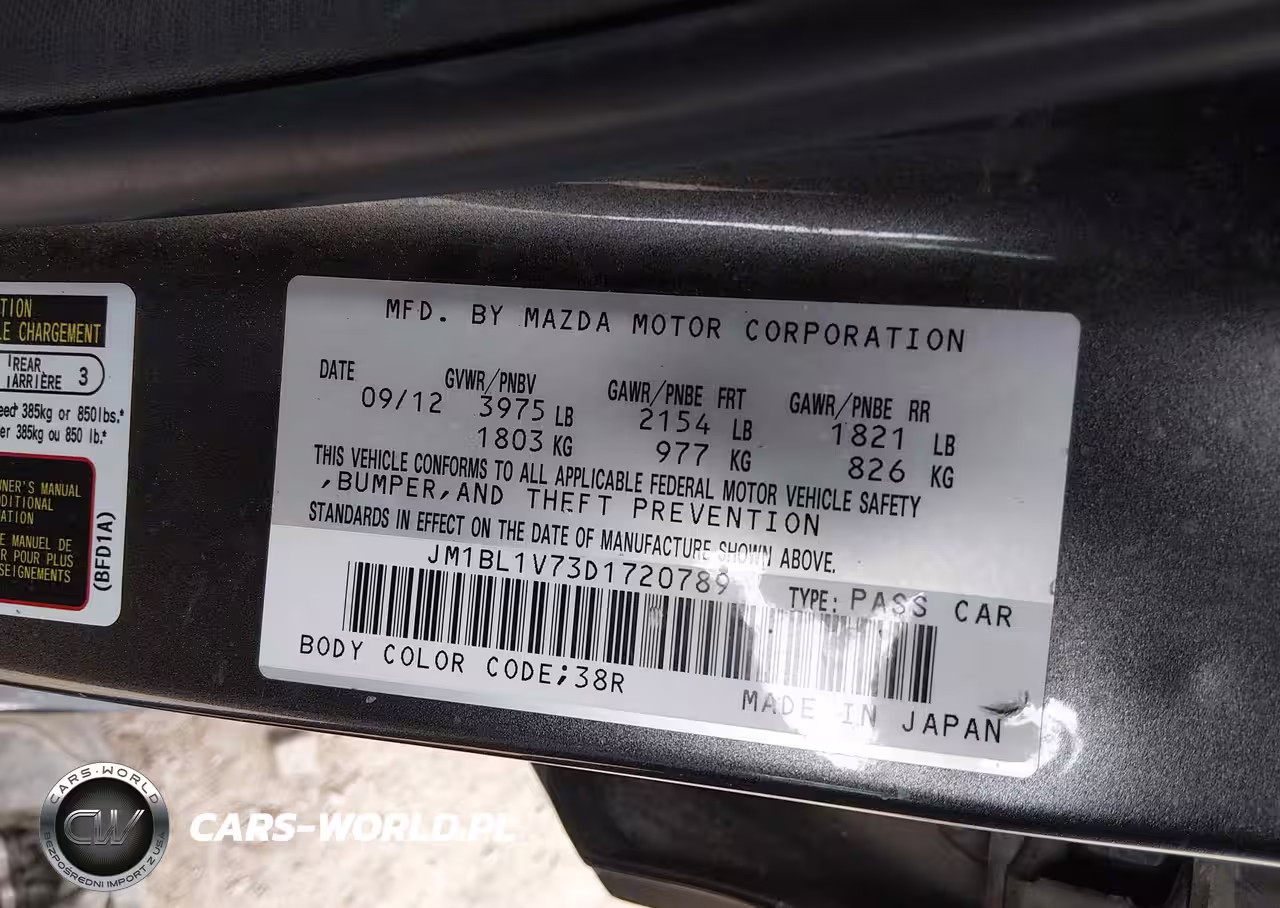 TION
LE CHARGEMENT
REAR
ARRIÈRE 3
385kg or 850lbs.*
er 385kg ou 850 lb.*
NER'S MANUAL
DITIONAL
ATION
E MANUEL DE
R POUR PLUS
SEIGNEMENTS
(BFD1A)
MFD. BY MAZDA MOTOR CORPORATION
DATE GVWR/PNBV GAWR/PNBE FRT GAWR/PNBE RR
09/12 3975 LB 2154 LB 1821 LB
1803 KG 977 KG 826 KG
THIS VEHICLE CONFORMS TO ALL APPLICABLE FEDERAL MOTOR VEHICLE SAFETY
,BUMPER,AND THEFT PREVENTION
STANDARDS IN EFFECT ON THE DATE OF MANUFACTURE SHOWN ABOVE.
JM1BL1V73D1720789
TYPE: PASS CAR
BODY COLOR CODE;38R
MADE IN JAPAN
CARS-WORLD
CW
BEZPOŚREDNI IMPORT Z USA
CARS-WORLD.PL